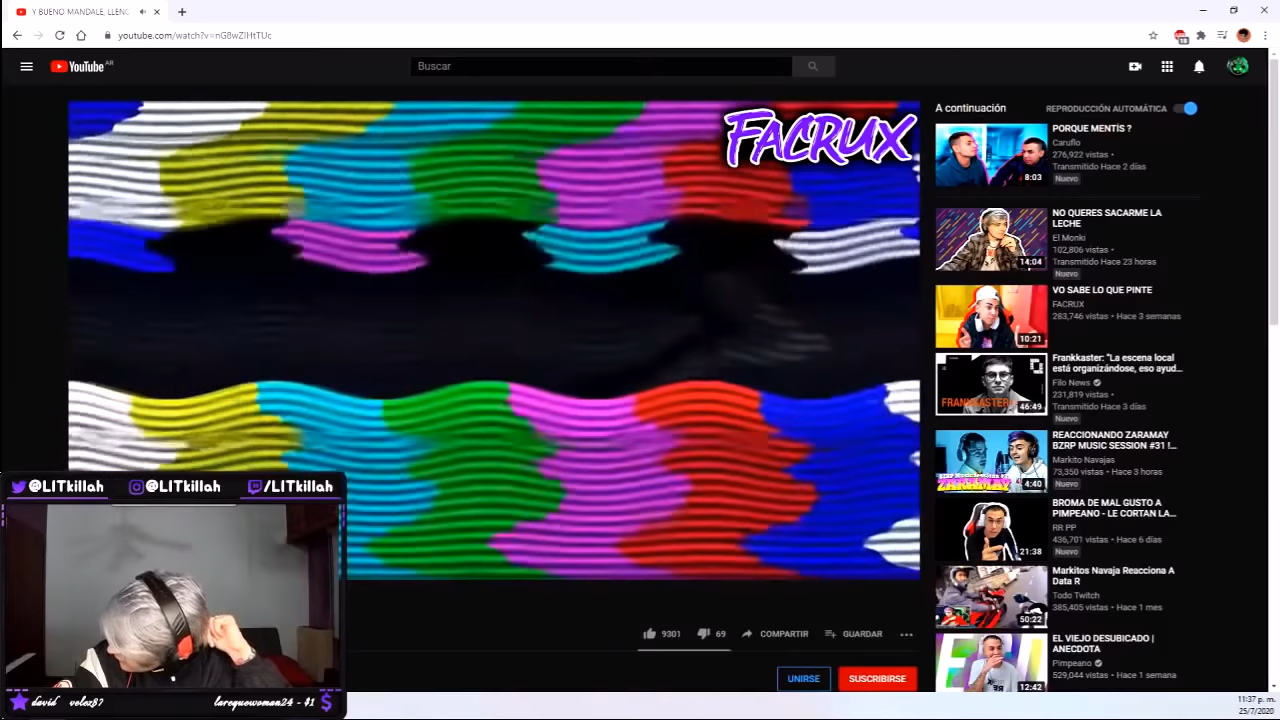 Y BUENO MANDALE, LLENC
youtube.com/watch?v=nG8wZIHtTUc
YouTube AR
Buscar
FACRUX
A continuación
REPRODUCCIÓN AUTOMÁTICA
PORQUE MENTÍS ?
Caruflo
276,922 vistas •
Transmitido Hace 2 días
Nuevo
8:03
NO QUERES SACARME LA
LECHE
El Monki
102,806 vistas •
Transmitido Hace 23 horas
Nuevo
14:04
VO SABE LO QUE PINTE
FACRUX
283,746 vistas • Hace 3 semanas
10:21
Frankkaster: "La escena local
está organizándose, eso ayud...
Filo News
231,819 vistas •
Transmitido Hace 3 días
Nuevo
46:49
REACCIONANDO ZARAMAY
BZRP MUSIC SESSION #31 !...
Markito Navajas
73,350 vistas • Hace 3 horas
Nuevo
ZARAMAY
4:40
BROMA DE MAL GUSTO A
PIMPEANO - LE CORTAN LA...
RR PP
436,701 vistas • Hace 6 días
Nuevo
21:38
Markitos Navaja Reacciona A
Data R
Todo Twitch
385,405 vistas • Hace 1 mes
50:22
EL VIEJO DESUBICADO |
ANECDOTA
Pimpeano
529,044 vistas • Hace 1 semana
12:42
@LITkillah @LITkillah /LITkillah
9301 69 COMPARTIR GUARDAR
UNIRSE SUSCRIBIRSE
david velez87 larequewoman24 - $1
11:37 p. m.
25/7/2020